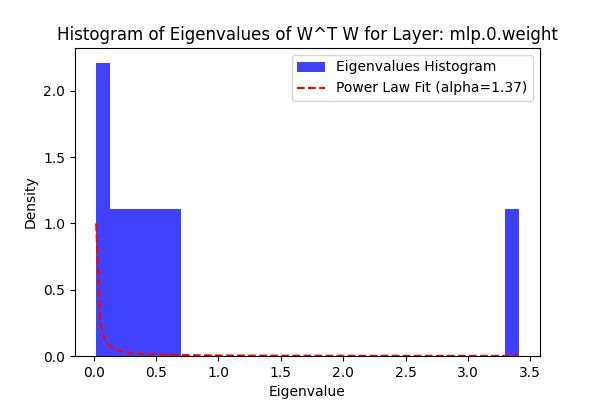 Histogram of Eigenvalues of W^T W for Layer: mlp.0.weight
Eigenvalues Histogram
Power Law Fit (alpha=1.37)
2.0
1.5
1.0
0.5
0.0
Density
0.0 0.5 1.0 1.5 2.0 2.5 3.0 3.5
Eigenvalue